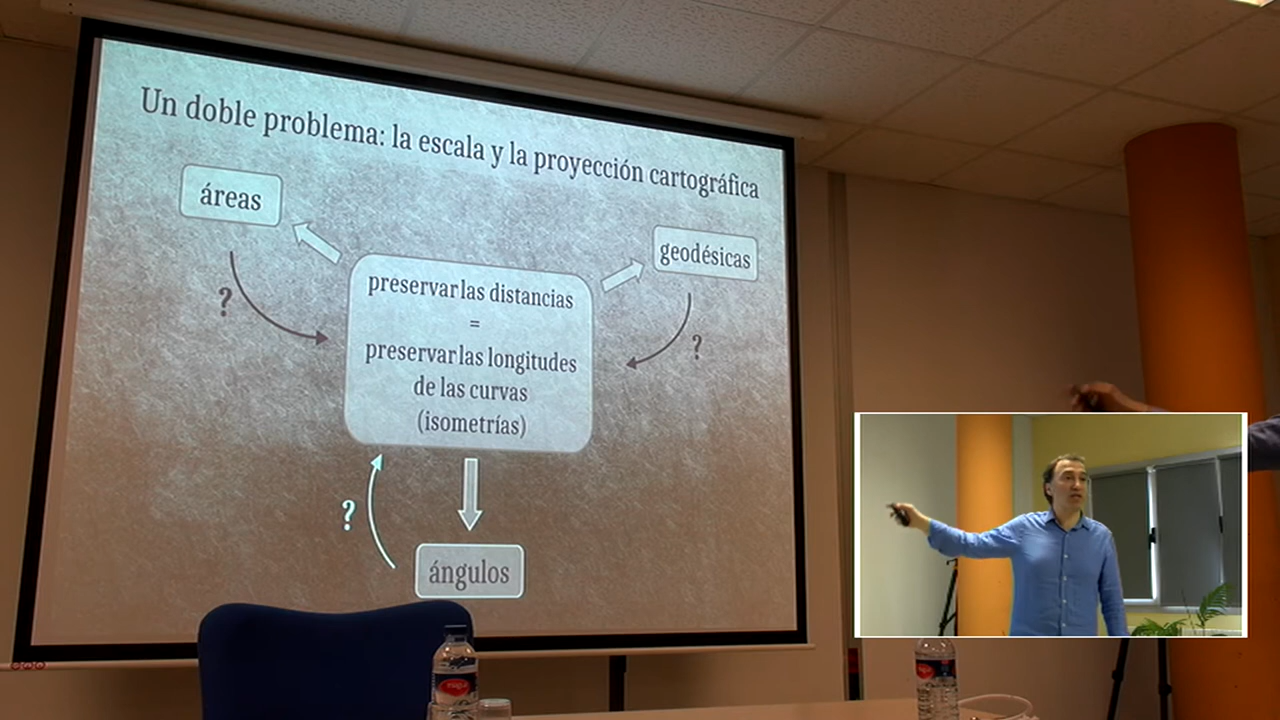 Un doble problema: la escala y la proyección cartográfica
áreas
geodésicas
preservar las distancias
=
preservar las longitudes
de las curvas
(isometrías)
?
?
?
ángulos